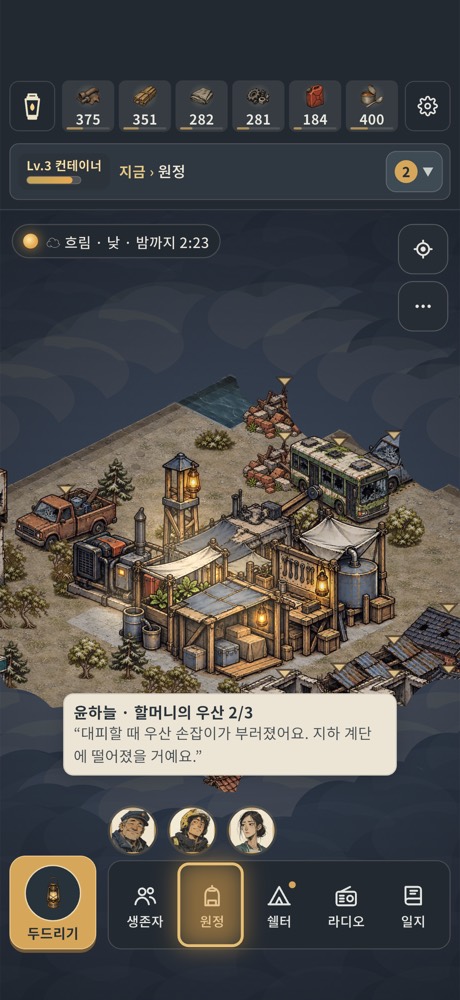 375 351 282 281 184 400
Lv.3 컨테이너
지금 › 원정
2 ▼
흐림 · 낮 · 밤까지 2:23
윤하늘 · 할머니의 우산 2/3
“대피할 때 우산 손잡이가 부러졌어요. 지하 계단
에 떨어졌을 거예요.”
두드리기
생존자 원정 쉘터 라디오 일지